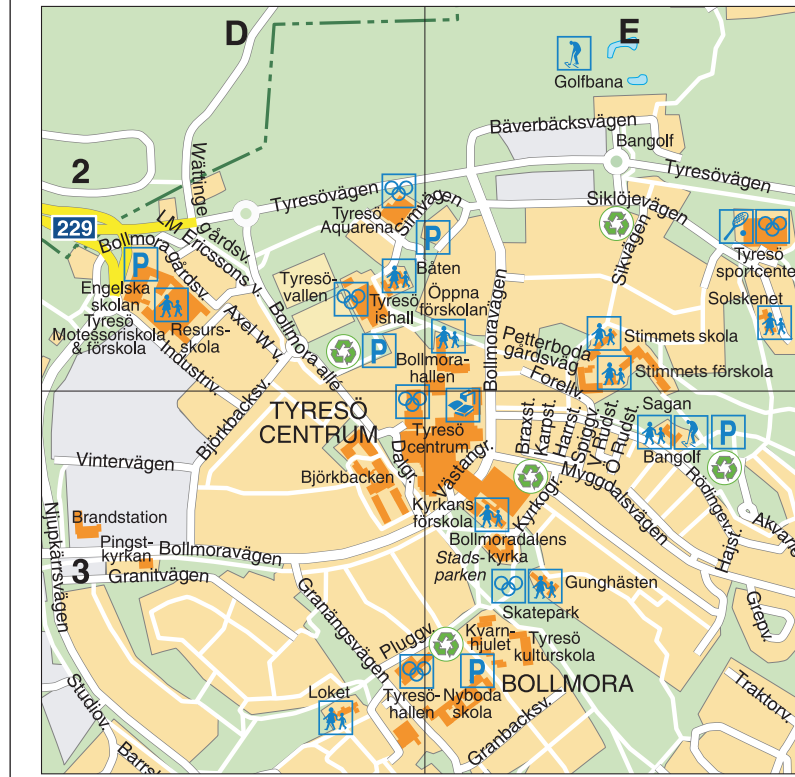 D
E
Golfbana
Bäverbäcksvägen
Bangolf
2
Wättinge gårdsv.
Tyresövägen
Tyresövägen
Siklöjevägen
Tyresö
Aquarena
Simvägen
P
229
LM Ericssons v.
Bollmora gårdsv.
P
Sikvägen
Tyresö
sportcenter
Båten
Tyresö-
vallen
Tyresö
ishall
Öppna
förskolan
Engelska
skolan
Tyresö
Motessoriskola
& förskola
Resurs-
skola
Axel W v.
Bollmora allé
Bollmoravägen
Solskenet
Petterboda
gårdsväg
Stimmets skola
P
Bollmora-
hallen
Industriv.
Forellv.
Stimmets förskola
Björkbacksv.
TYRESÖ
CENTRUM
Tyresö
centrum
Braxst.
Karpst.
Harrst.
Spiggv.
V Rudst.
Ö Rudst.
Sagan
P
Bangolf
Dalgr.
Västangr.
Vintervägen
Björkbacken
Kyrkogr.
Myggdalsvägen
Rödingev.
Akvarie
Kyrkans
förskola
Brandstation
Njupkärrsvägen
Pingst-
kyrkan
Bollmoravägen
Bollmoradalens
kyrka
Stads-
parken
Hajst.
3
Granitvägen
Gunghästen
Skatepark
Grepv.
Granängsvägen
Pluggv.
Kvarn-
hjulet
Tyresö
kulturskola
P
Studiov.
Loket
Tyresö-
hallen
Nyboda
skola
BOLLMORA
Traktorv.
Granbacksv.
Barrsk